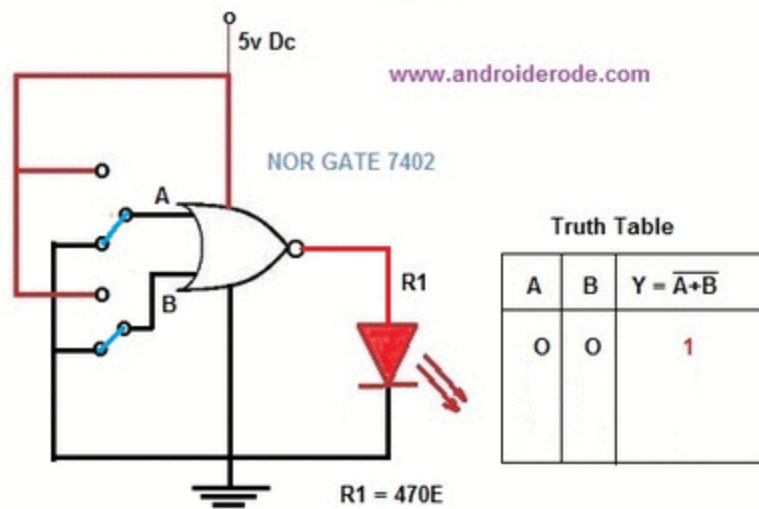 5v Dc
www.androiderode.com
NOR GATE 7402
A
B
R1
R1 = 470E
Truth Table
A B Y = A+B
O O 1